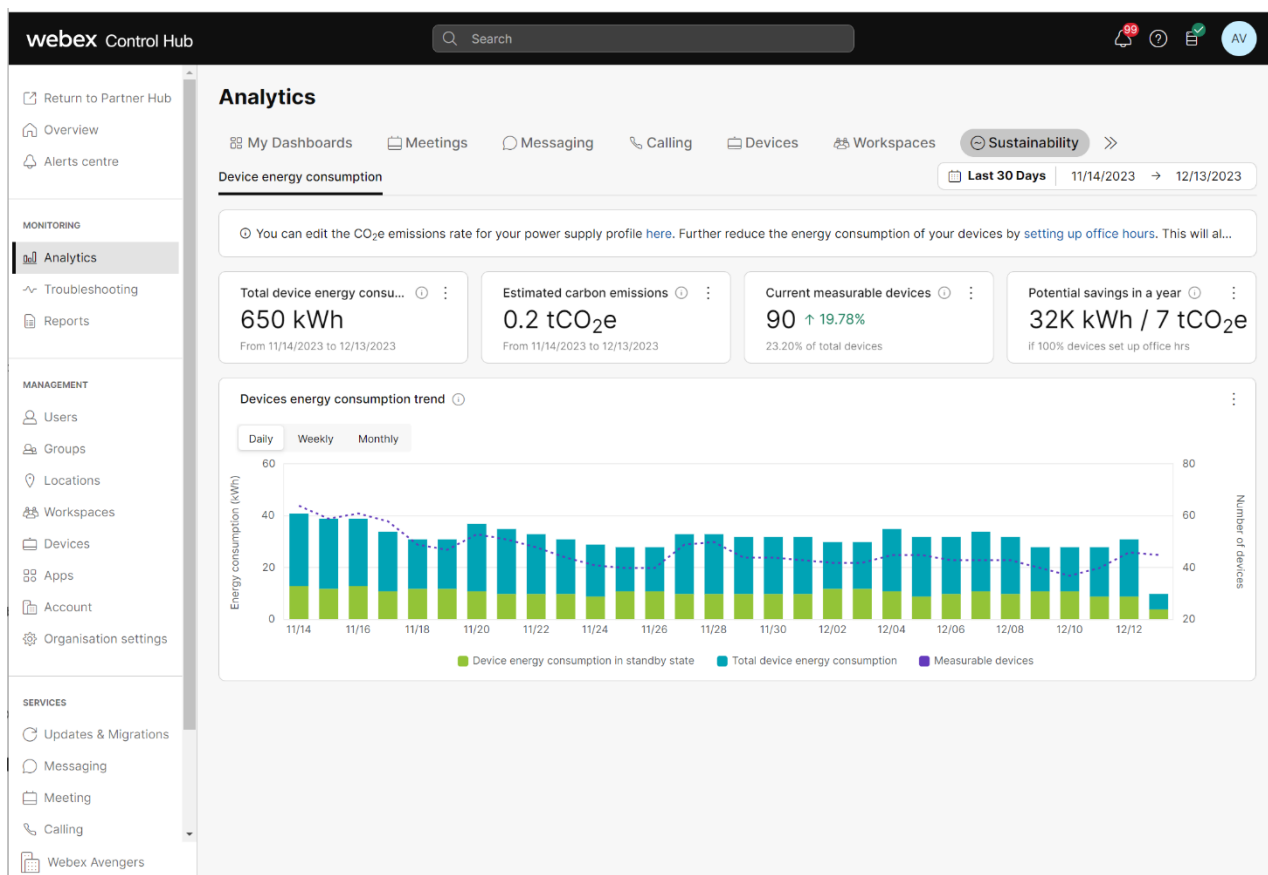 webex Control Hub
Search
99
AV
Return to Partner Hub
Overview
Alerts centre
MONITORING
Analytics
Troubleshooting
Reports
MANAGEMENT
Users
Groups
Locations
Workspaces
Devices
Apps
Account
Organisation settings
SERVICES
Updates & Migrations
Messaging
Meeting
Calling
Webex Avengers
Analytics
My Dashboards Meetings Messaging Calling Devices Workspaces Sustainability
Device energy consumption
Last 30 Days 11/14/2023 → 12/13/2023
You can edit the CO₂e emissions rate for your power supply profile here. Further reduce the energy consumption of your devices by setting up office hours. This will al...
Total device energy consu...
650 kWh
From 11/14/2023 to 12/13/2023
Estimated carbon emissions
0.2 tCO₂e
From 11/14/2023 to 12/13/2023
Current measurable devices
90 ↑ 19.78%
23.20% of total devices
Potential savings in a year
32K kWh / 7 tCO₂e
if 100% devices set up office hrs
Devices energy consumption trend
Daily Weekly Monthly
Energy consumption (kWh)
60
40
20
0
80
60
40
20
Number of devices
11/14 11/16 11/18 11/20 11/22 11/24 11/26 11/28 11/30 12/02 12/04 12/06 12/08 12/10 12/12
Device energy consumption in standby state Total device energy consumption Measurable devices